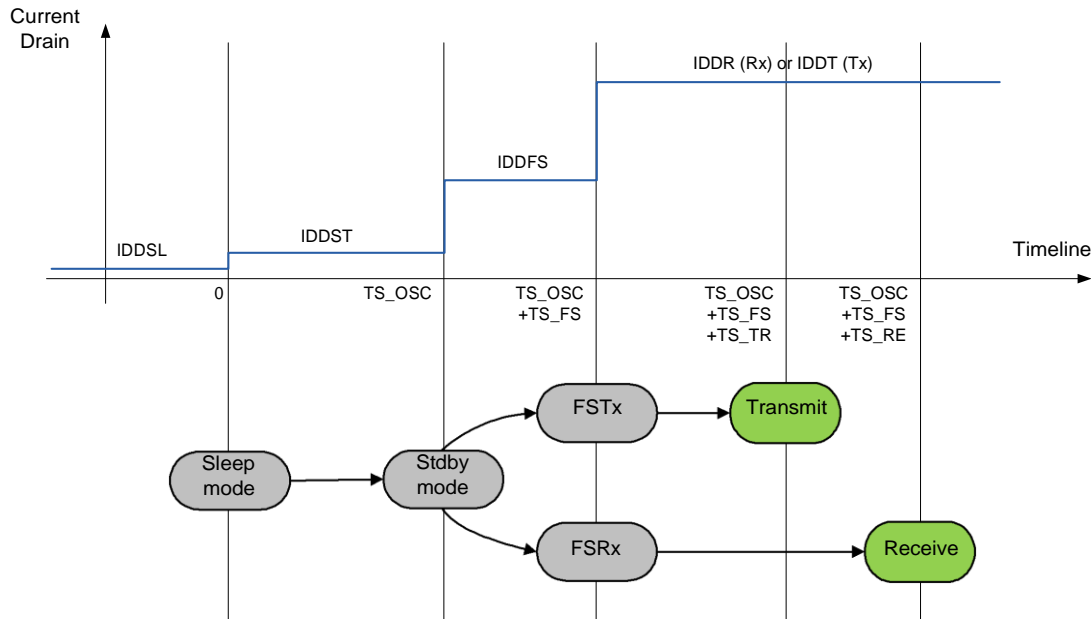 Current
Drain
IDDR (Rx) or IDDT (Tx)
IDDFS
IDDST
IDDSL
Timeline
0
TS_OSC
TS_OSC
+TS_FS
TS_OSC
+TS_FS
+TS_TR
TS_OSC
+TS_FS
+TS_RE
FSTx
Transmit
Sleep
mode
Stdby
mode
FSRx
Receive